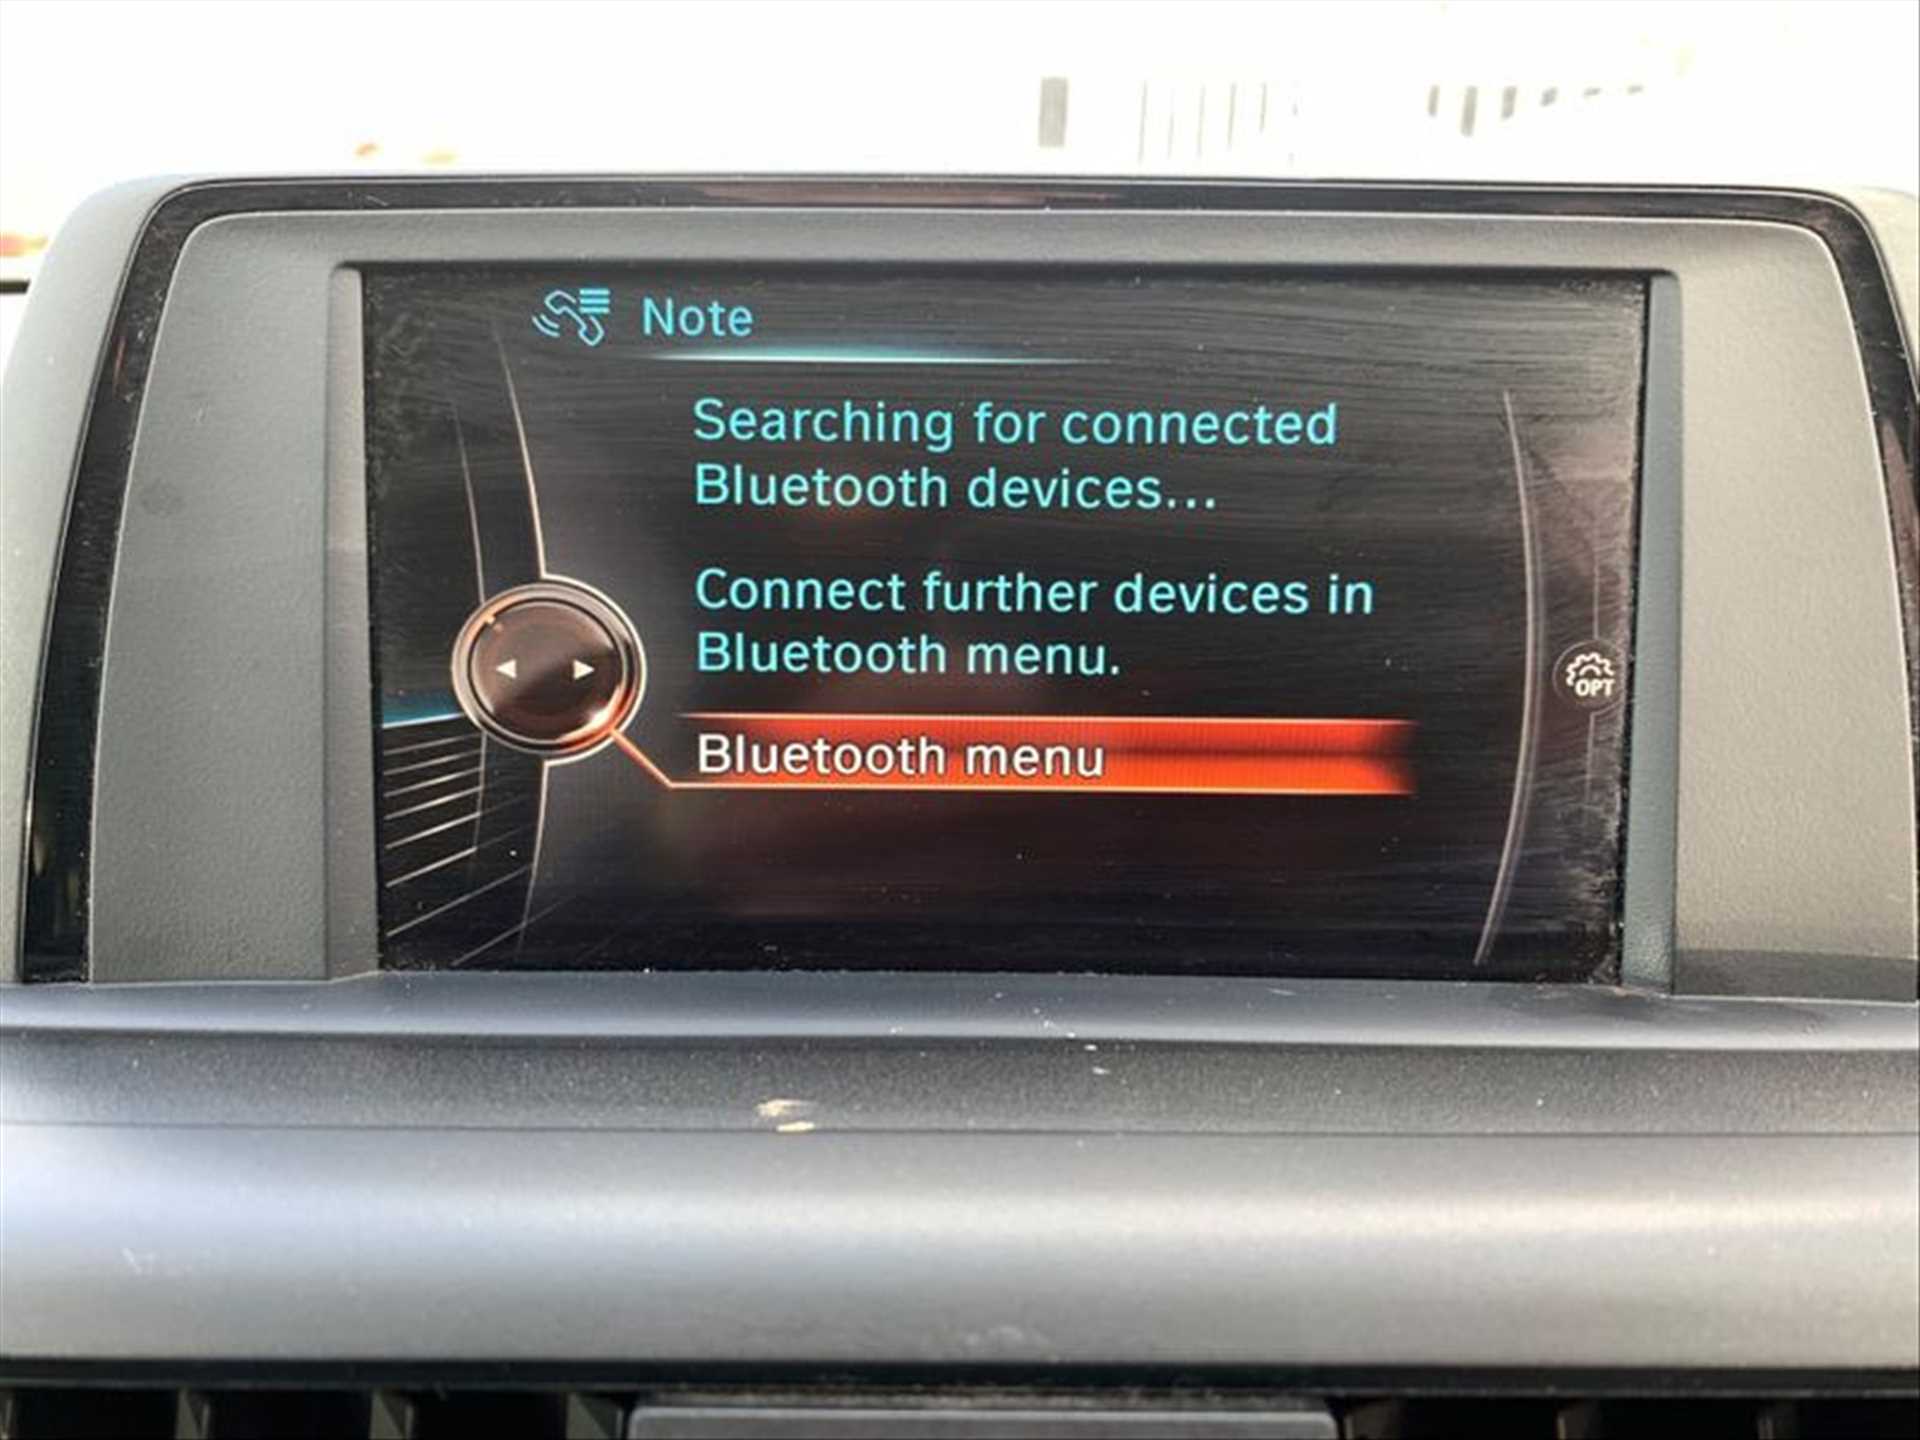 Note
Searching for connected
Bluetooth devices...
Connect further devices in
Bluetooth menu.
OPT
Bluetooth menu